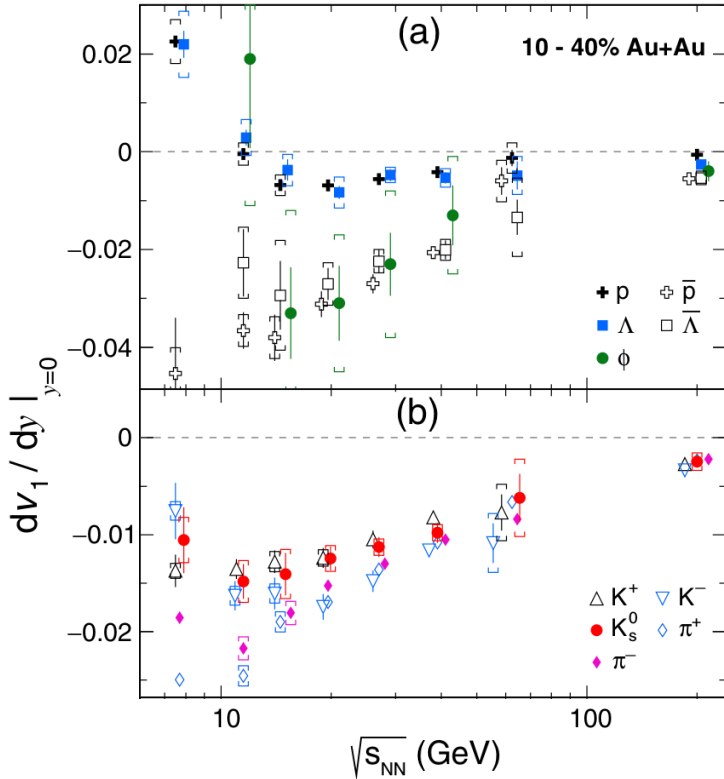 (a)
10 - 40% Au+Au
0.02
0
−0.02
−0.04
p
p̅
Λ
Λ̅
ϕ
dv₁ / dy |y=0
(b)
0
−0.01
−0.02
K⁺
K⁻
K⁰s
π⁺
π⁻
10
100
√sNN (GeV)